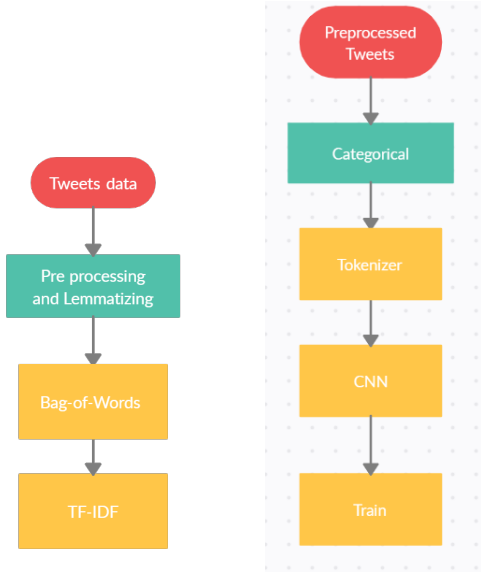 Tweets data
Pre processing
and Lemmatizing
Bag-of-Words
TF-IDF
Preprocessed
Tweets
Categorical
Tokenizer
CNN
Train